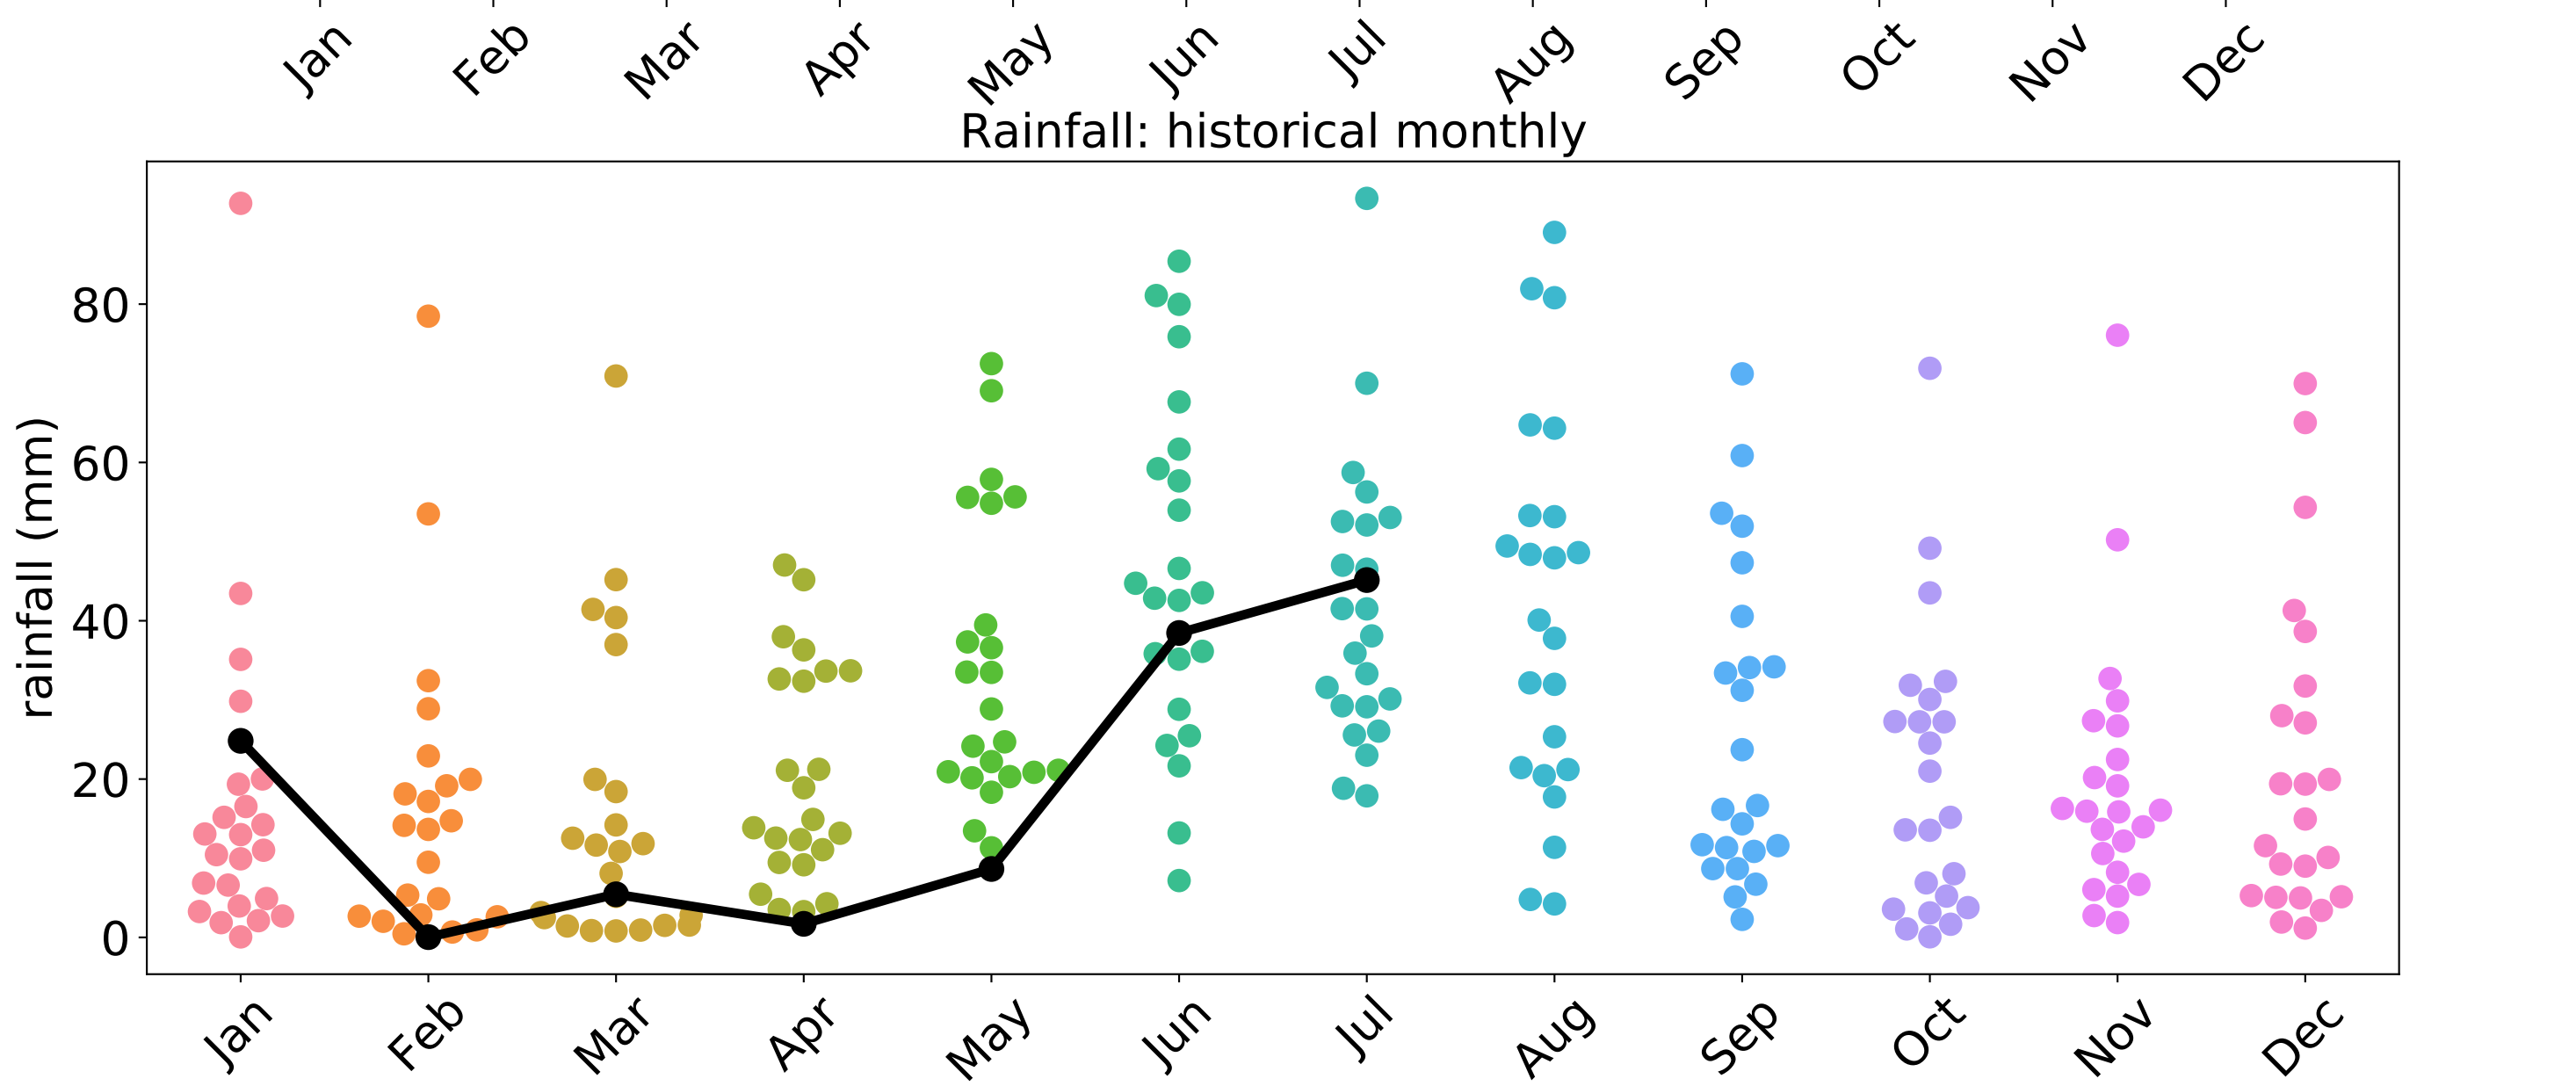 Jan Feb Mar Apr May Jun Jul Aug Sep Oct Nov Dec
Rainfall: historical monthly
rainfall (mm)
80
60
40
20
0
Jan Feb Mar Apr May Jun Jul Aug Sep Oct Nov Dec